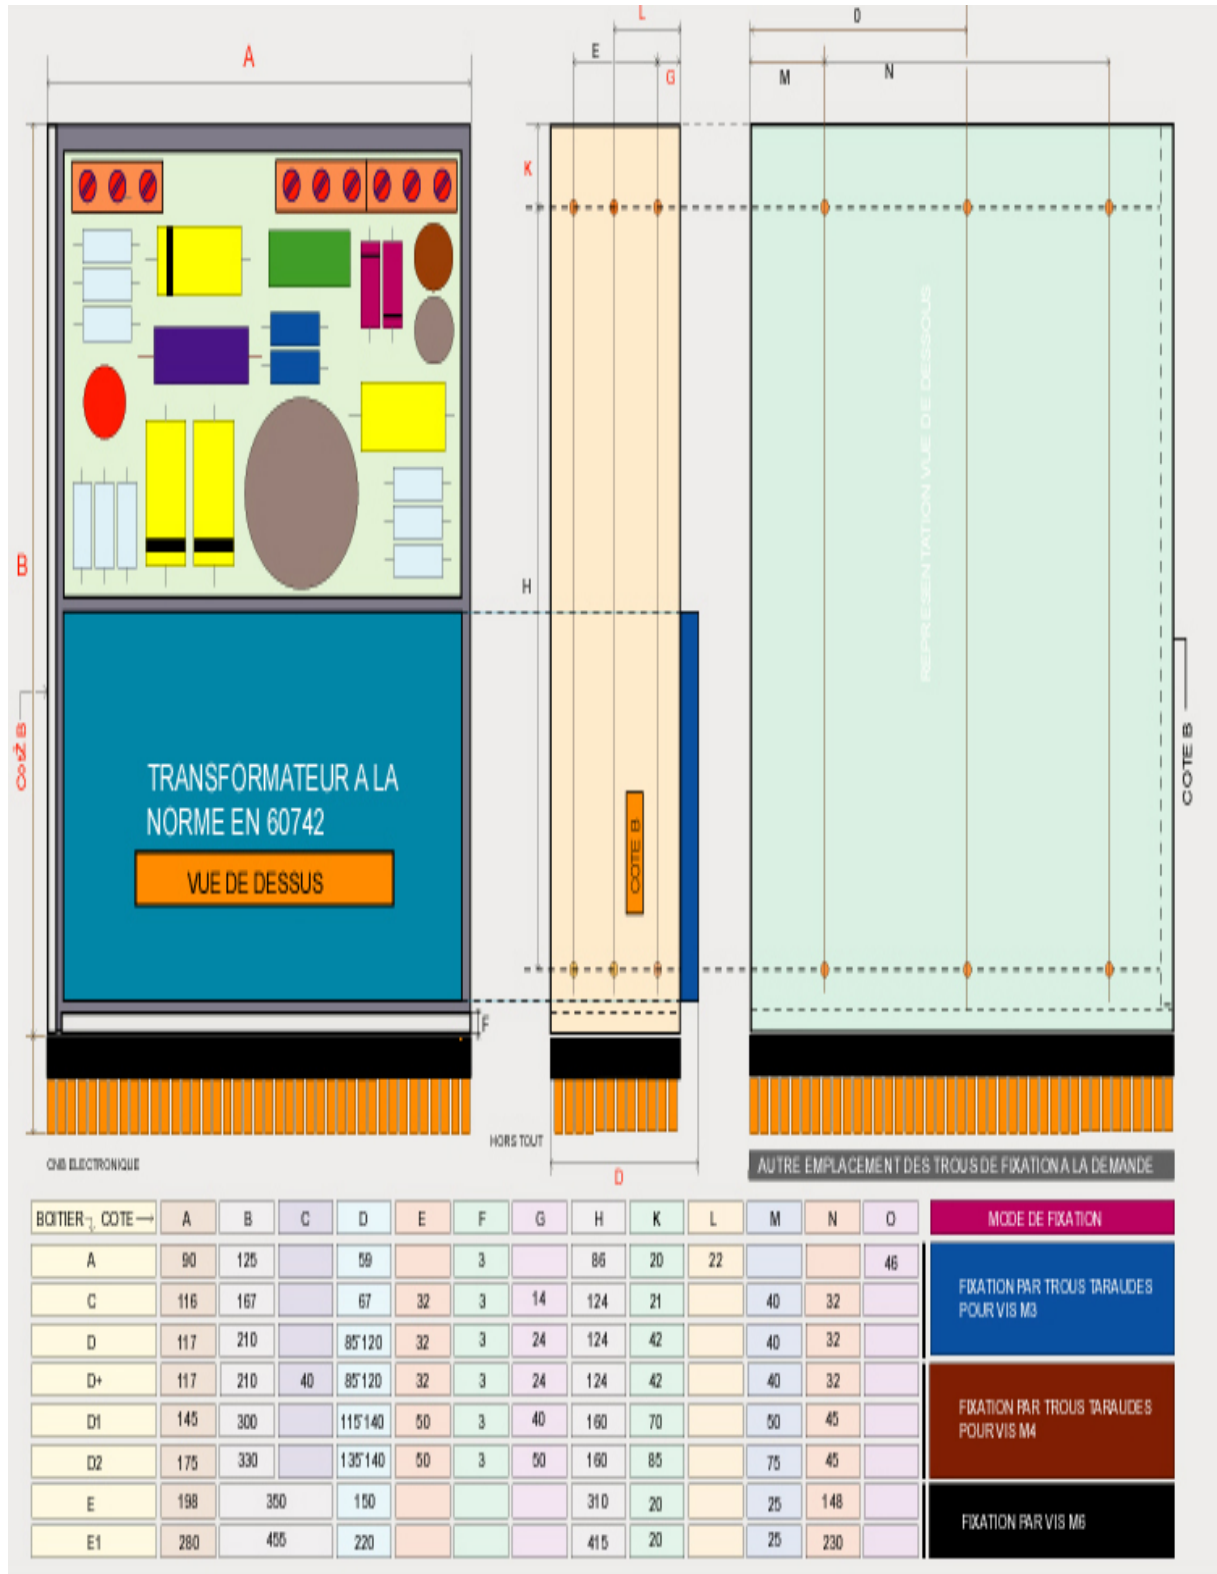 A
L
E
G
O
M
N
K
B
H
REPRESENTATION VUE DE DESSOUS
CotŽ B
COTE B
COTE B
TRANSFORMATEUR A LA
NORME EN 60742
VUE DE DESSUS
F
HORS TOUT
CNB ELECTRONIQUE
D
AUTRE EMPLACEMENT DES TROUS DE FIXATION A LA DEMANDE
BOITIER COTE A B C D E F G H K L M N O MODE DE FIXATION
A 90 125 59 3 86 20 22 46
C 116 167 67 32 3 14 124 21 40 32
D 117 210 85"120 32 3 24 124 42 40 32
D+ 117 210 40 85"120 32 3 24 124 42 40 32
D1 145 300 115"140 50 3 40 160 70 50 45
D2 175 330 135"140 50 3 50 160 85 75 45
E 198 350 150 310 20 25 148
E1 280 455 220 415 20 25 230
FIXATION PAR TROUS TARAUDES
POUR VIS M3
FIXATION PAR TROUS TARAUDES
POUR VIS M4
FIXATION PAR VIS M6